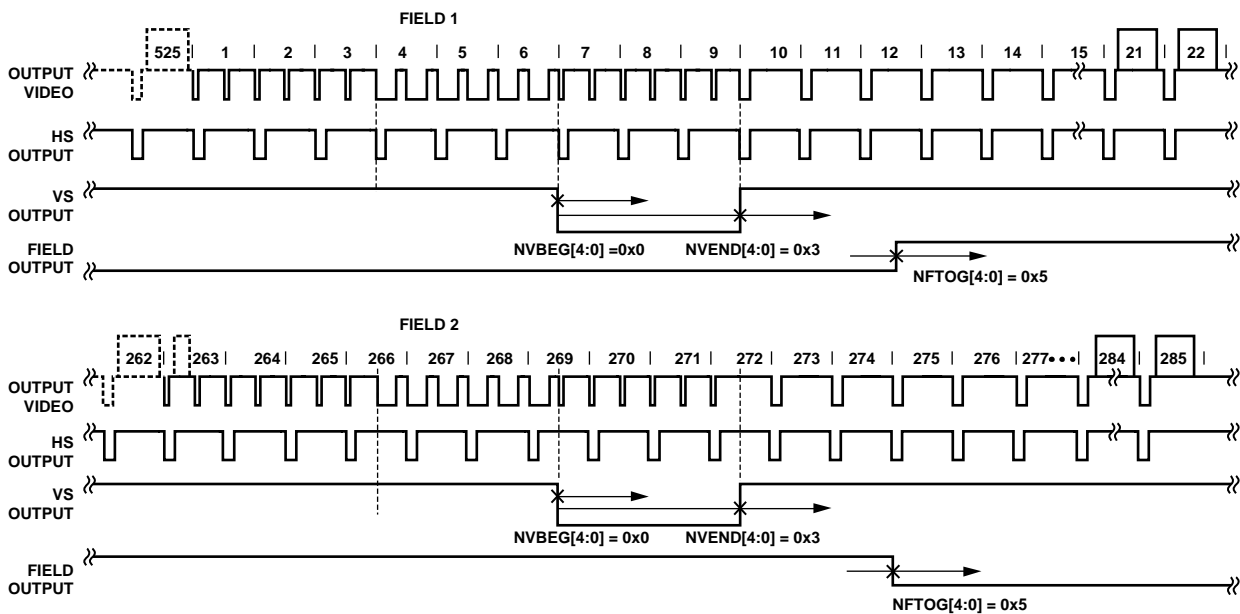 FIELD 1
525 1 2 3 4 5 6 7 8 9 10 11 12 13 14 15 21 22
OUTPUT
VIDEO
HS
OUTPUT
VS
OUTPUT
NVBEG[4:0] =0x0 NVEND[4:0] = 0x3
FIELD
OUTPUT
NFTOG[4:0] = 0x5
FIELD 2
262 263 264 265 266 267 268 269 270 271 272 273 274 275 276 277••• 284 285
OUTPUT
VIDEO
HS
OUTPUT
VS
OUTPUT
NVBEG[4:0] = 0x0 NVEND[4:0] = 0x3
FIELD
OUTPUT
NFTOG[4:0] = 0x5